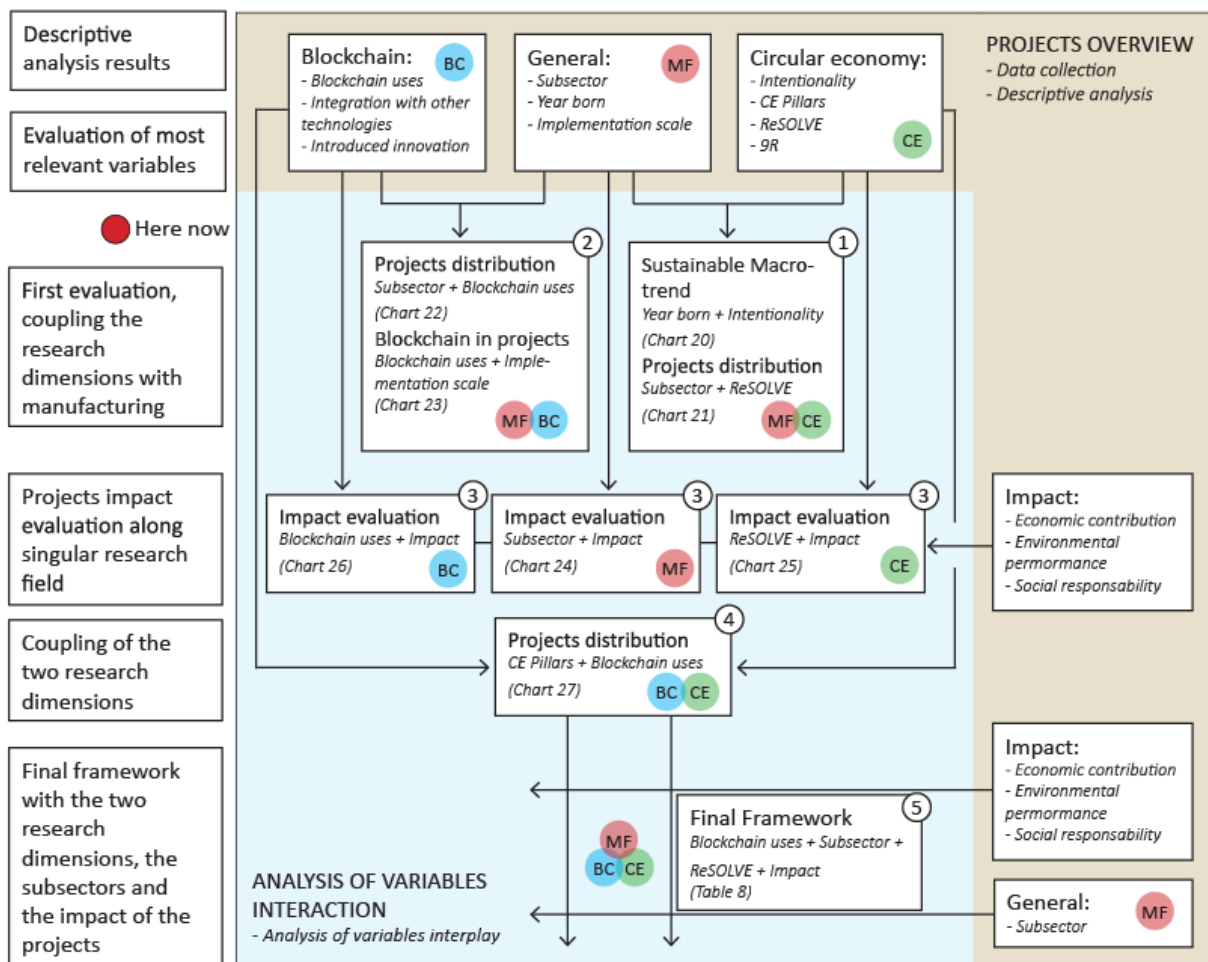 Descriptive
analysis results
Evaluation of most
relevant variables
Here now
First evaluation,
coupling the
research
dimensions with
manufacturing
Projects impact
evaluation along
singular research
field
Coupling of the
two research
dimensions
Final framework
with the two
research
dimensions, the
subsectors and
the impact of the
projects
Blockchain:
BC
- Blockchain uses
- Integration with other
technologies
- Introduced innovation
General:
MF
- Subsector
- Year born
- Implementation scale
Circular economy:
- Intentionality
- CE Pillars
- ReSOLVE
- 9R
CE
PROJECTS OVERVIEW
- Data collection
- Descriptive analysis
2
Projects distribution
Subsector + Blockchain uses
(Chart 22)
Blockchain in projects
Blockchain uses + Imple-
mentation scale
(Chart 23)
MF BC
1
Sustainable Macro-
trend
Year born + Intentionality
(Chart 20)
Projects distribution
Subsector + ReSOLVE
(Chart 21)
MF CE
3
Impact evaluation
Blockchain uses + Impact
(Chart 26)
BC
3
Impact evaluation
Subsector + Impact
(Chart 24)
MF
3
Impact evaluation
ReSOLVE + Impact
(Chart 25)
CE
Impact:
- Economic contribution
- Environmental
permormance
- Social responsability
4
Projects distribution
CE Pillars + Blockchain uses
(Chart 27)
BC CE
Impact:
- Economic contribution
- Environmental
permormance
- Social responsability
5
Final Framework
Blockchain uses + Subsector +
ReSOLVE + Impact
(Table 8)
MF
BC CE
ANALYSIS OF VARIABLES
INTERACTION
- Analysis of variables interplay
General:
- Subsector
MF